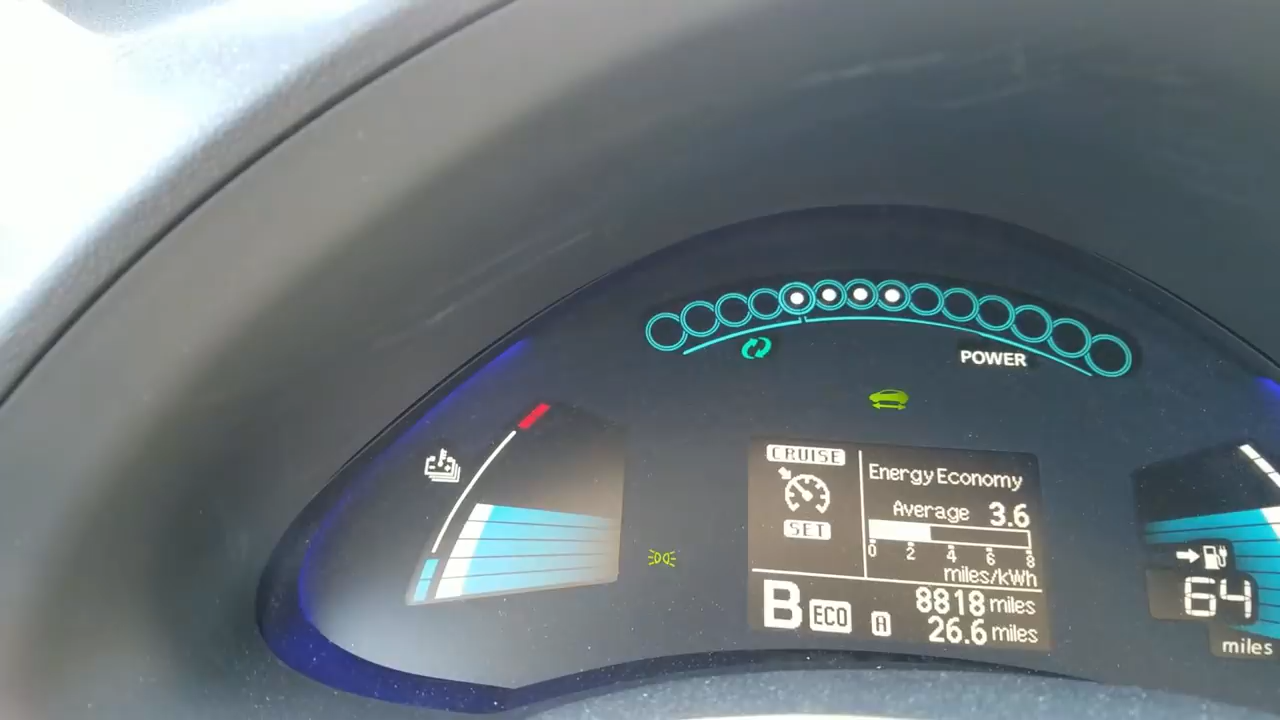 POWER
CRUISE
SET
Energy Economy
Average 3.6
0 2 4 6 8
miles/kWh
B ECO A
8818 miles
26.6 miles
64
miles